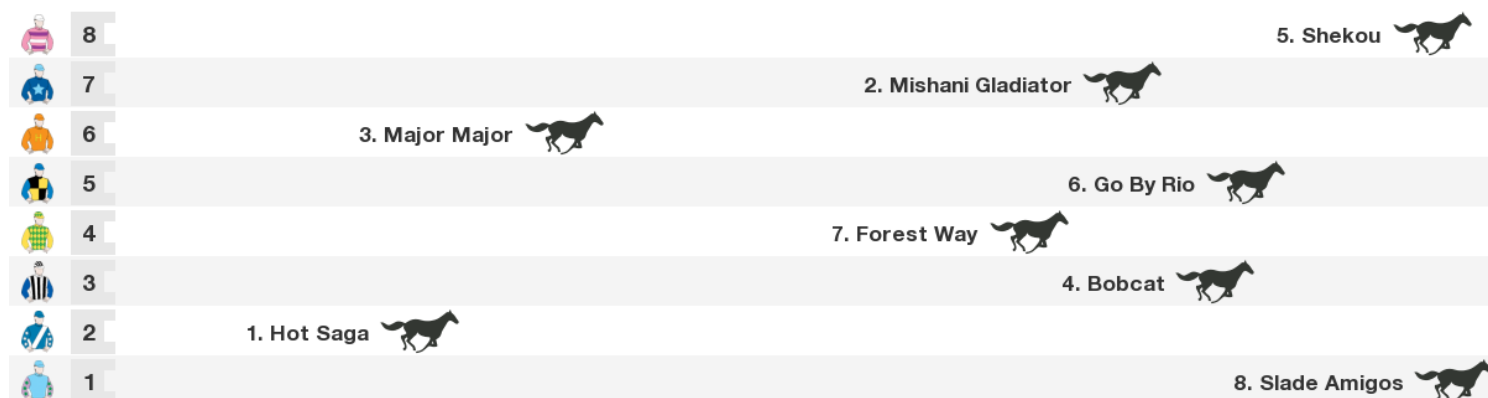 8 5. Shekou
7 2. Mishani Gladiator
6 3. Major Major
5 6. Go By Rio
4 7. Forest Way
3 4. Bobcat
2 1. Hot Saga
1 8. Slade Amigos